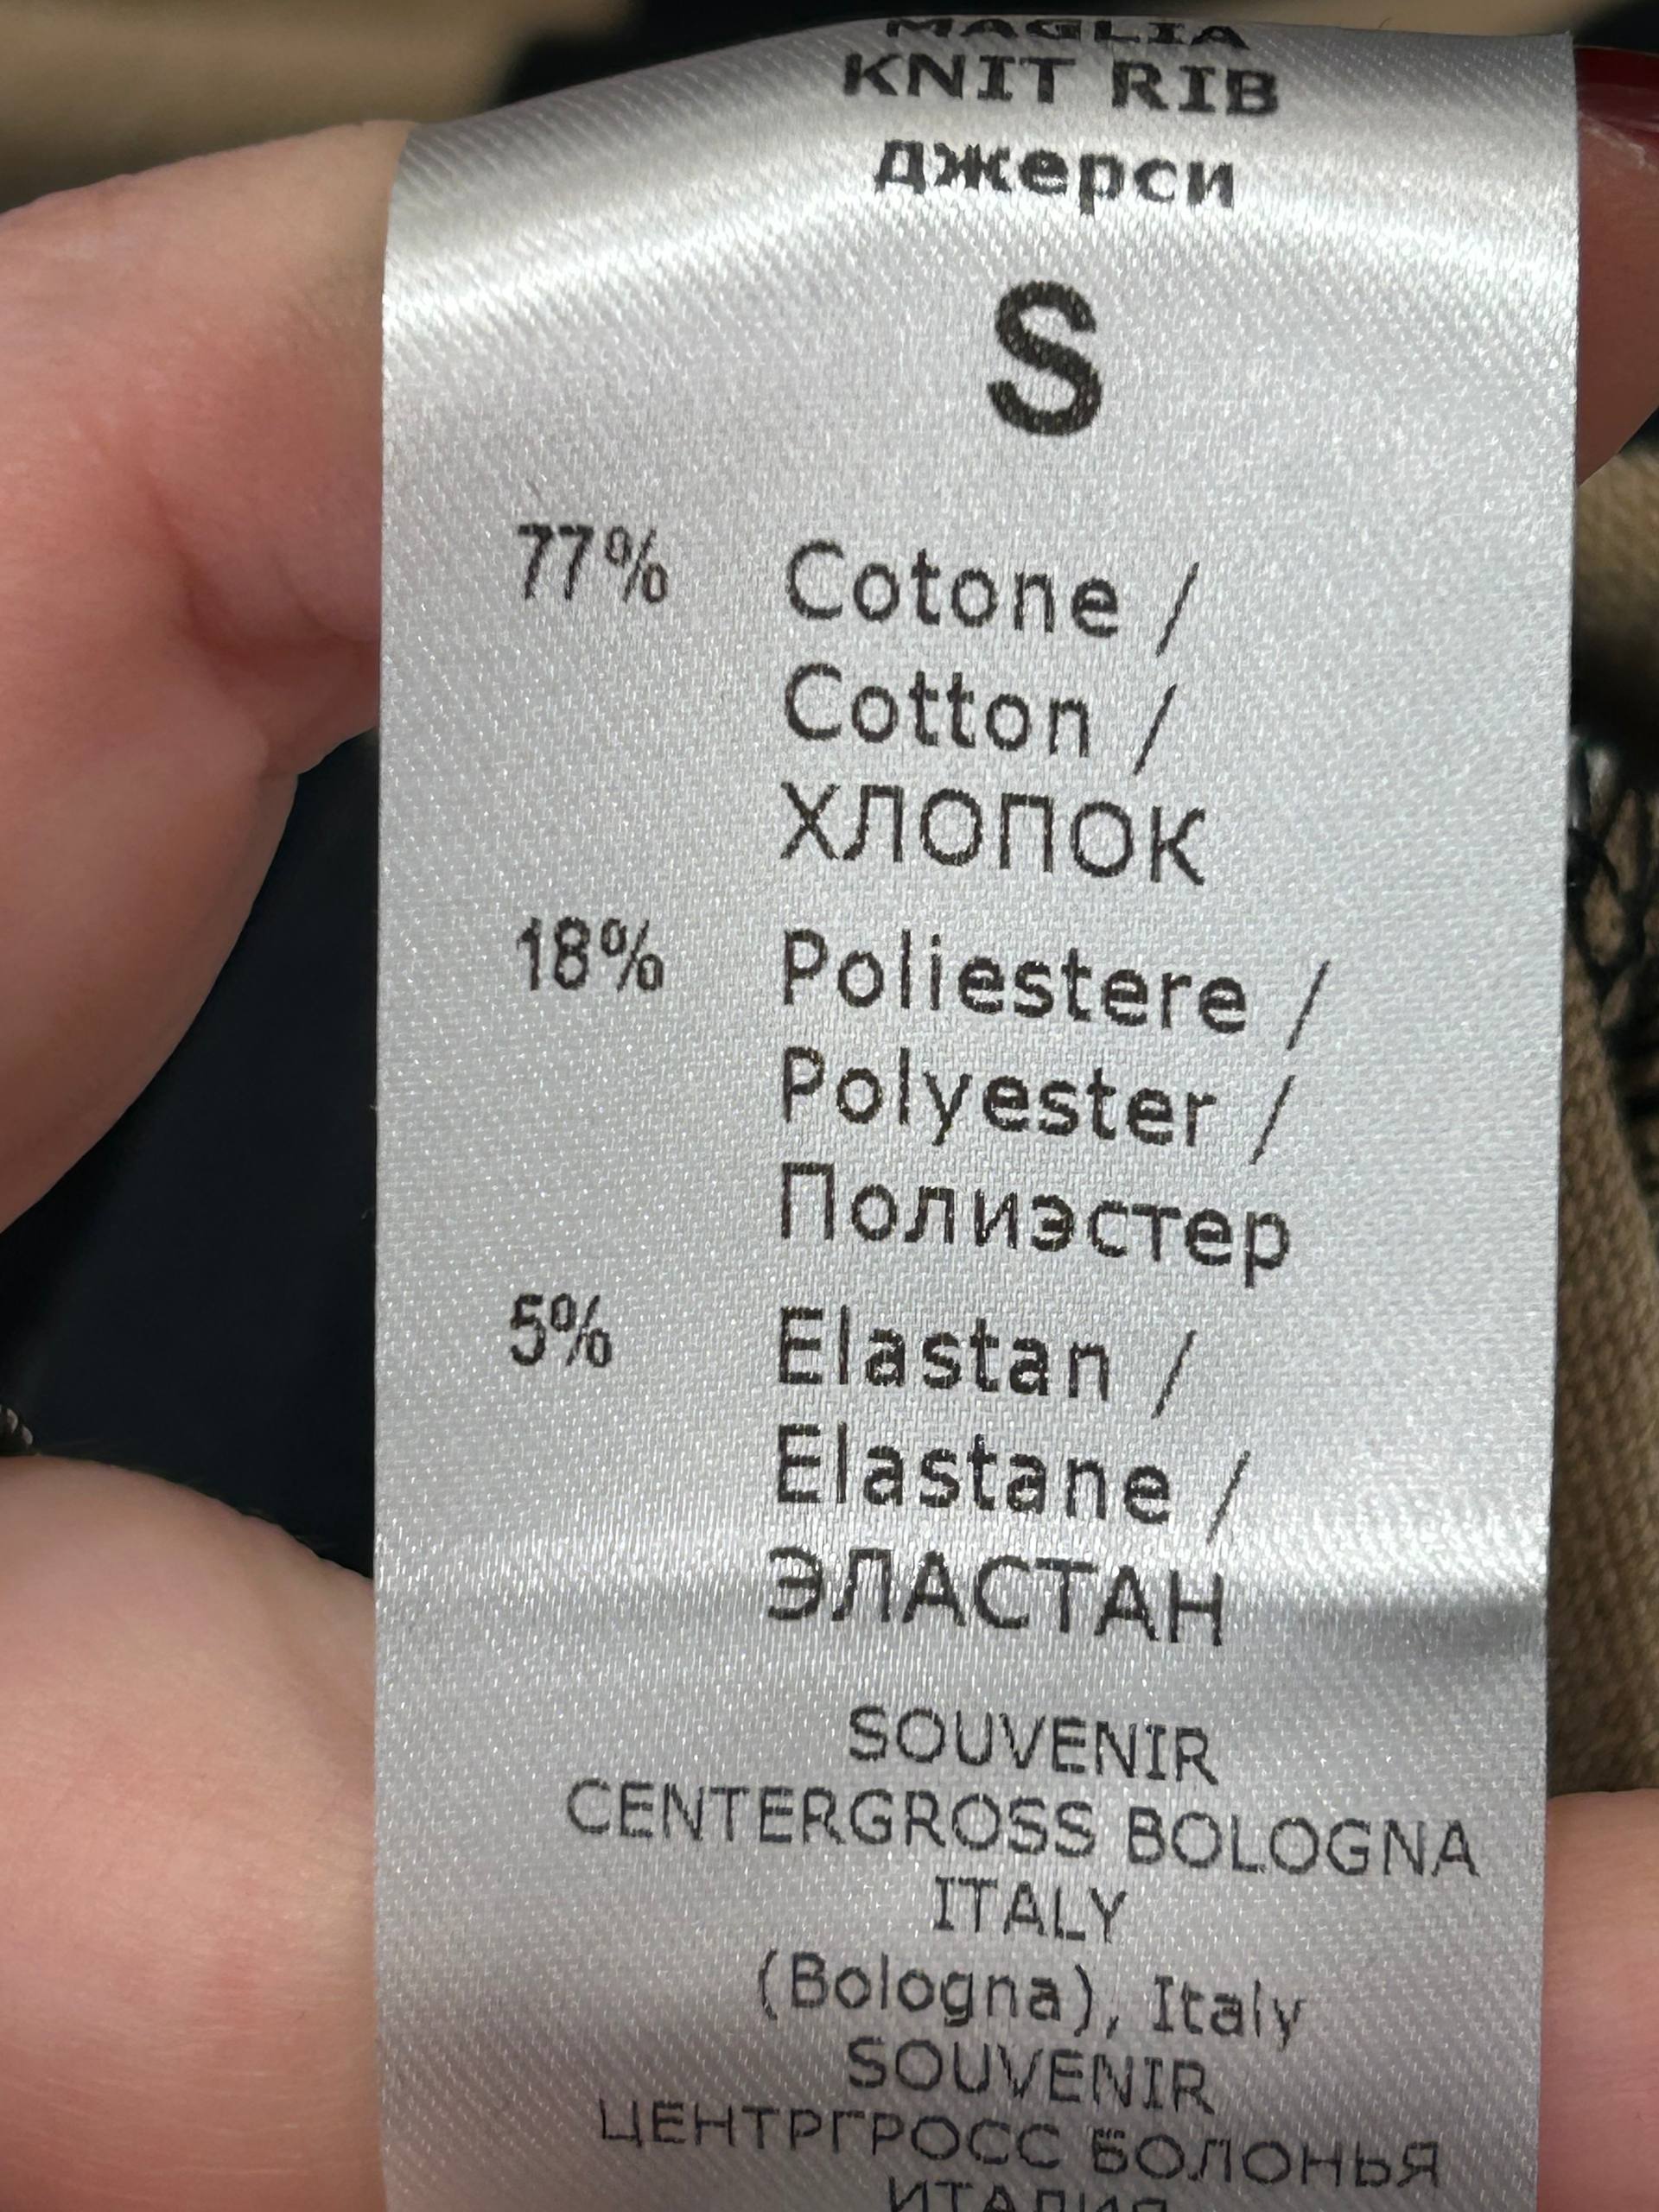 MAGLIA
KNIT RIB
джерси
S
77% Cotone /
Cotton /
ХЛОПОК
18% Poliestere /
Polyester /
Полиэстер
5% Elastan /
Elastane /
ЭЛАСТАН
SOUVENIR
CENTERGROSS BOLOGNA
ITALY
(Bologna), Italy
SOUVENIR
ЦЕНТРГРОСС БОЛОНЬЯ
ИТАЛИЯ